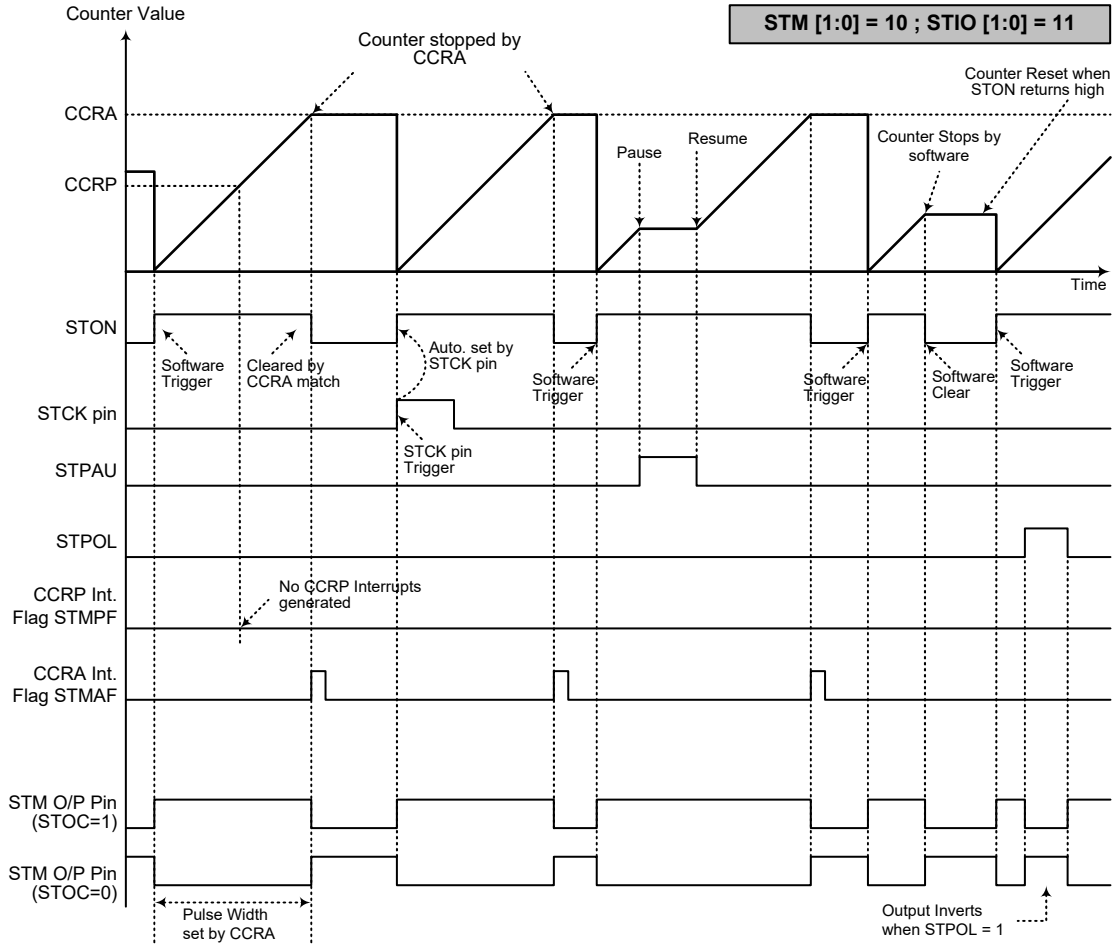 Counter Value
STM [1:0] = 10 ; STIO [1:0] = 11
Counter stopped by
CCRA
Counter Reset when
STON returns high
CCRA
Pause
Resume
Counter Stops by
software
CCRP
Time
STON
Software
Trigger
Cleared by
CCRA match
Auto. set by
STCK pin
Software
Trigger
Software
Trigger
Software
Clear
Software
Trigger
STCK pin
STCK pin
Trigger
STPAU
STPOL
CCRP Int.
Flag STMPF
No CCRP Interrupts
generated
CCRA Int.
Flag STMAF
STM O/P Pin
(STOC=1)
STM O/P Pin
(STOC=0)
Pulse Width
set by CCRA
Output Inverts
when STPOL = 1